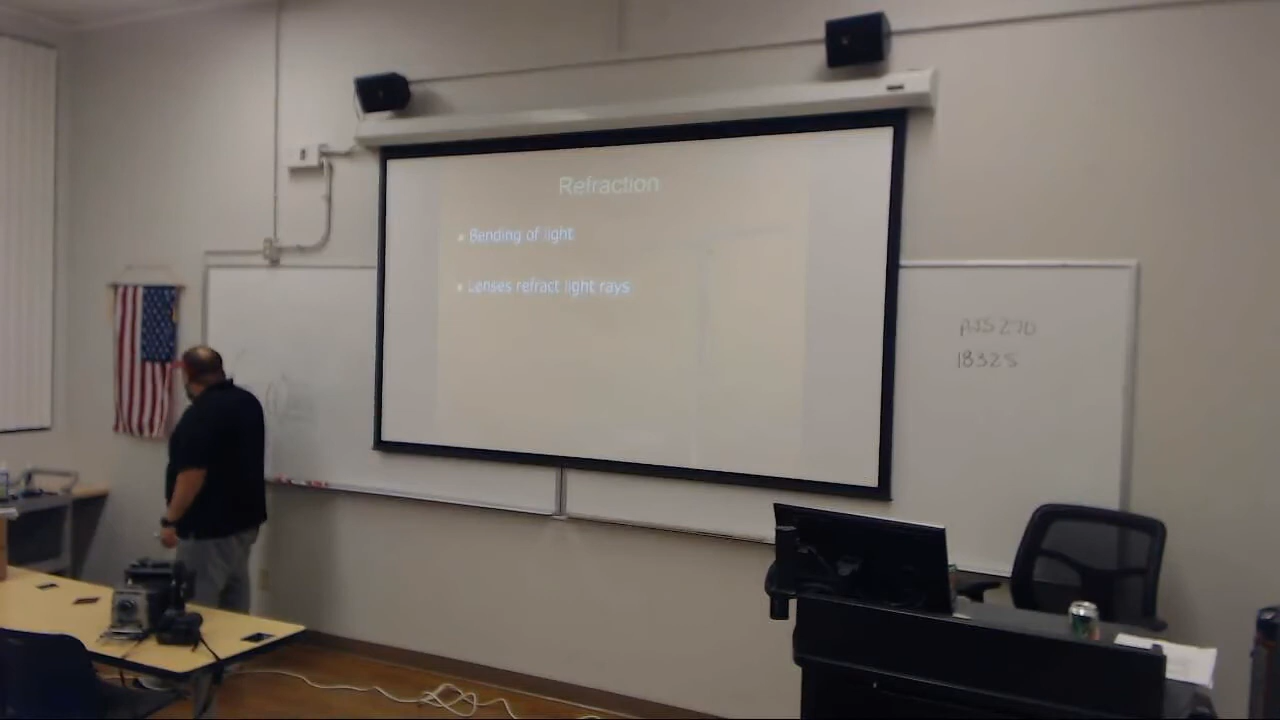 Refraction
Bending of light
Lenses refract light rays
AJS 270
18325